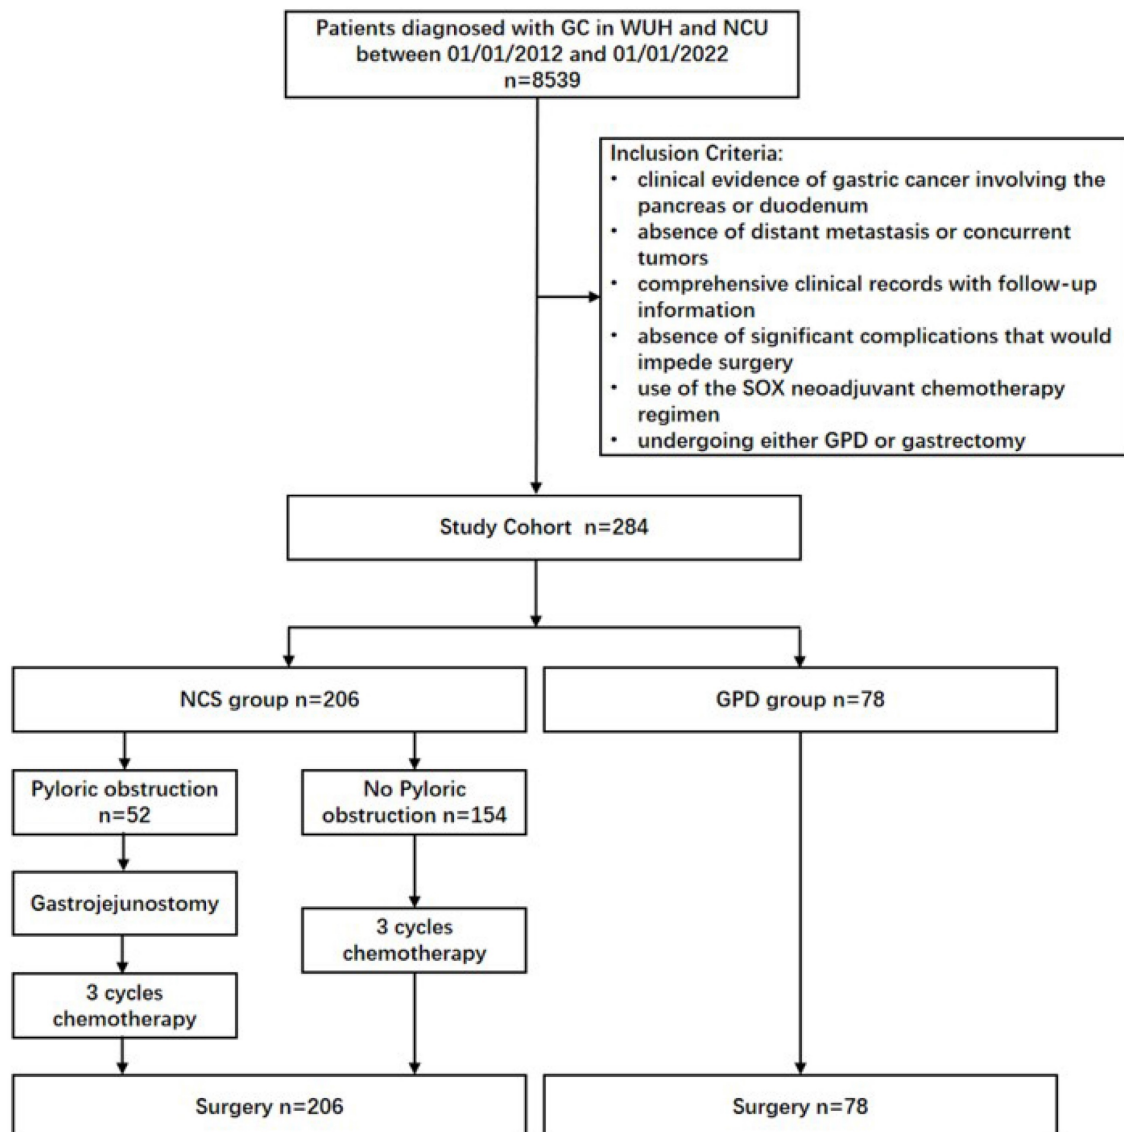 Patients diagnosed with GC in WUH and NCU
between 01/01/2012 and 01/01/2022
n=8539
Inclusion Criteria:
• clinical evidence of gastric cancer involving the
pancreas or duodenum
• absence of distant metastasis or concurrent
tumors
• comprehensive clinical records with follow-up
information
• absence of significant complications that would
impede surgery
• use of the SOX neoadjuvant chemotherapy
regimen
• undergoing either GPD or gastrectomy
Study Cohort n=284
NCS group n=206
GPD group n=78
Pyloric obstruction
n=52
No Pyloric
obstruction n=154
Gastrojejunostomy
3 cycles
chemotherapy
3 cycles
chemotherapy
Surgery n=206
Surgery n=78